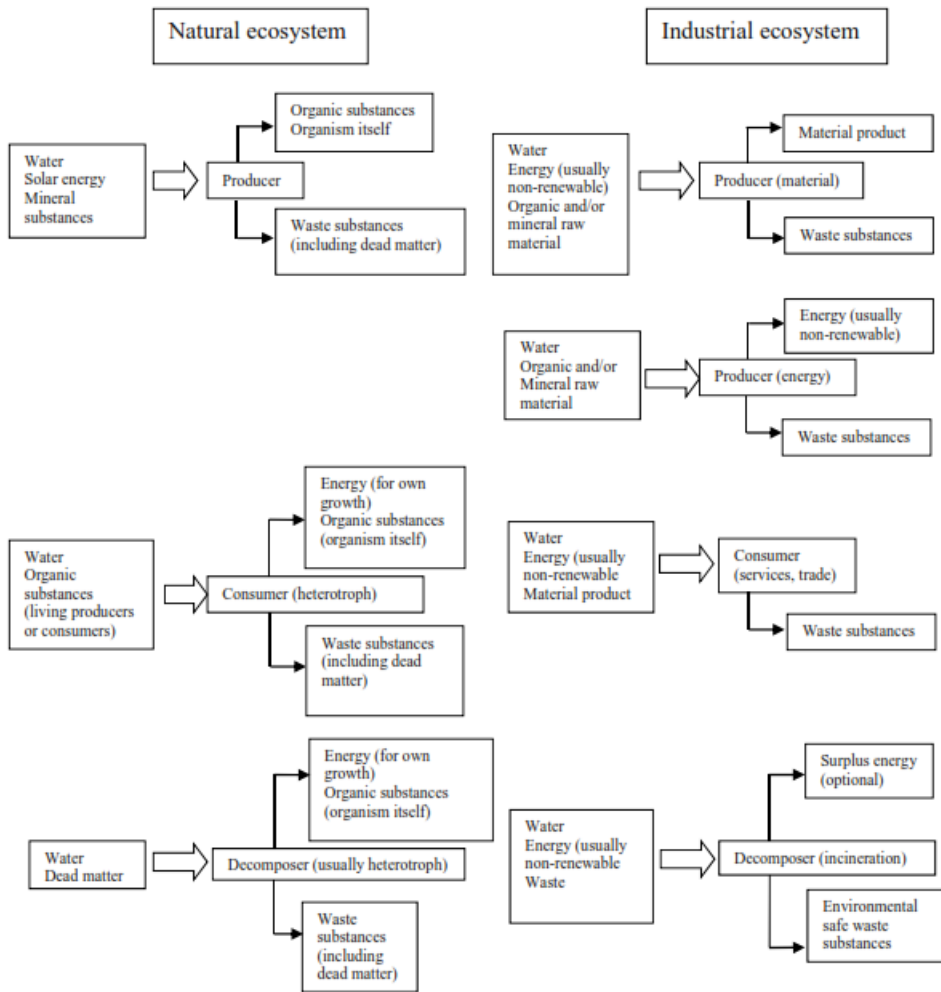 Natural ecosystem
Industrial ecosystem
Organic substances
Organism itself
Water
Solar energy
Mineral
substances
Producer
Waste substances
(including dead matter)
Material product
Water
Energy (usually
non-renewable)
Organic and/or
mineral raw
material
Producer (material)
Waste substances
Energy (usually
non-renewable)
Water
Organic and/or
Mineral raw
material
Producer (energy)
Waste substances
Energy (for own
growth)
Organic substances
(organism itself)
Water
Organic
substances
(living producers
or consumers)
Consumer (heterotroph)
Waste substances
(including dead
matter)
Water
Energy (usually
non-renewable
Material product
Consumer
(services, trade)
Waste substances
Energy (for own
growth)
Organic substances
(organism itself)
Water
Dead matter
Decomposer (usually heterotroph)
Waste
substances
(including
dead matter)
Surplus energy
(optional)
Water
Energy (usually
non-renewable
Waste
Decomposer (incineration)
Environmental
safe waste
substances